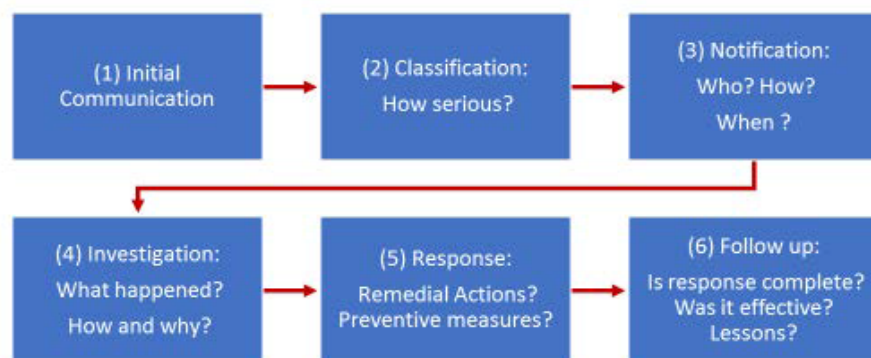 (1) Initial
Communication
(2) Classification:
How serious?
(3) Notification:
Who? How?
When ?
(4) Investigation:
What happened?
How and why?
(5) Response:
Remedial Actions?
Preventive measures?
(6) Follow up:
Is response complete?
Was it effective?
Lessons?